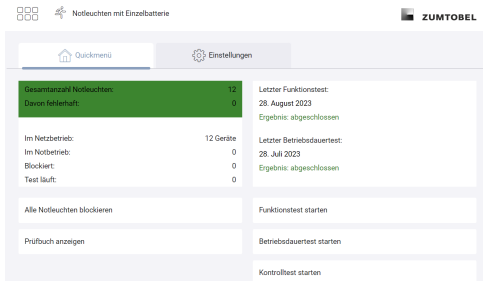 Notleuchten mit Einzelbatterie
ZUMTOBEL
Quickmenü
Einstellungen
Gesamtanzahl Notleuchten: 12
Davon fehlerhaft: 0
Im Netzbetrieb: 12 Geräte
Im Notbetrieb: 0
Blockiert: 0
Test läuft: 0
Letzter Funktionstest:
28. August 2023
Ergebnis: abgeschlossen
Letzter Betriebsdauertest:
28. Juli 2023
Ergebnis: abgeschlossen
Alle Notleuchten blockieren
Funktionstest starten
Prüfbuch anzeigen
Betriebsdauertest starten
Kontrolltest starten